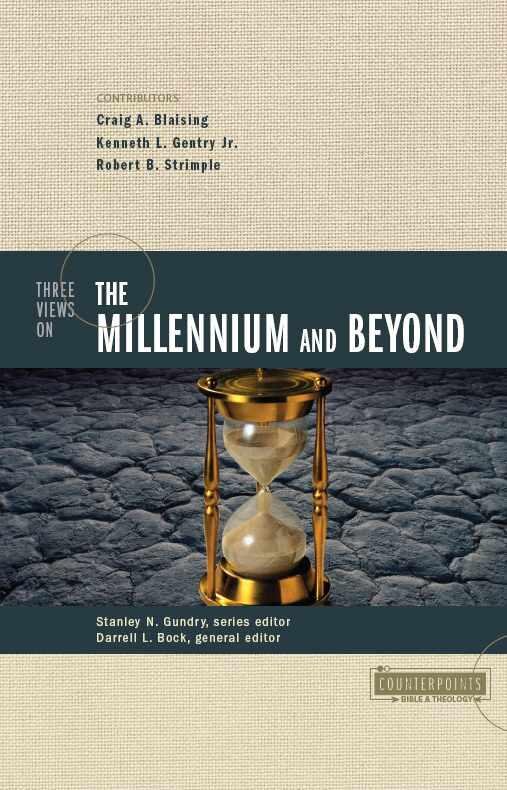 CONTRIBUTORS
Craig A. Blaising
Kenneth L. Gentry Jr.
Robert B. Strimple
THREE
VIEWS
ON
THE
MILLENNIUM AND BEYOND
Stanley N. Gundry, series editor
Darrell L. Bock, general editor
COUNTERPOINTS
BIBLE & THEOLOGY